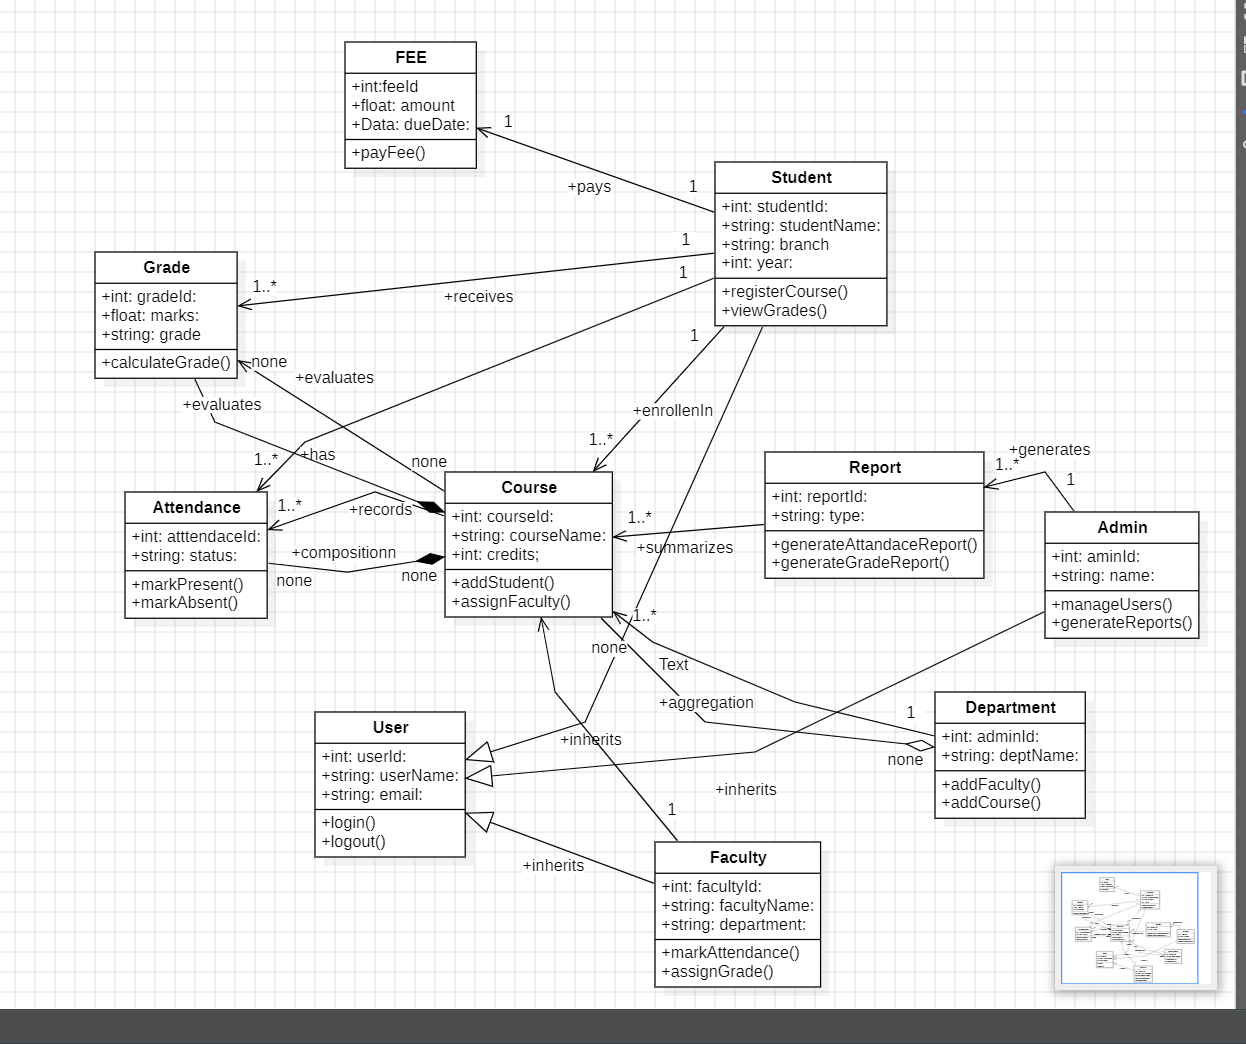 FEE
+int:feeId
+float: amount
+Data: dueDate:
+payFee()
1
+pays
1
Student
+int: studentId:
+string: studentName:
+string: branch
+int: year:
+registerCourse()
+viewGrades()
1
1
1
Grade
+int: gradeId:
+float: marks:
+string: grade
+calculateGrade()
1..*
+receives
none
+evaluates
+evaluates
+enrollenIn
1..*
1..*
+has
none
Attendance
+int: atttendaceId:
+string: status:
+markPresent()
+markAbsent()
1..*
+records
+compositionn
none
none
Course
+int: courseId:
+string: courseName:
+int: credits;
+addStudent()
+assignFaculty()
1..*
+summarizes
Report
+int: reportId:
+string: type:
+generateAttandaceReport()
+generateGradeReport()
+generates
1..*
1
Admin
+int: aminId:
+string: name:
+manageUsers()
+generateReports()
1..*
none
Text
+aggregation
1
none
Department
+int: adminId:
+string: deptName:
+addFaculty()
+addCourse()
User
+int: userId:
+string: userName:
+string: email:
+login()
+logout()
+inherits
+inherits
1
+inherits
Faculty
+int: facultyId:
+string: facultyName:
+string: department:
+markAttendance()
+assignGrade()